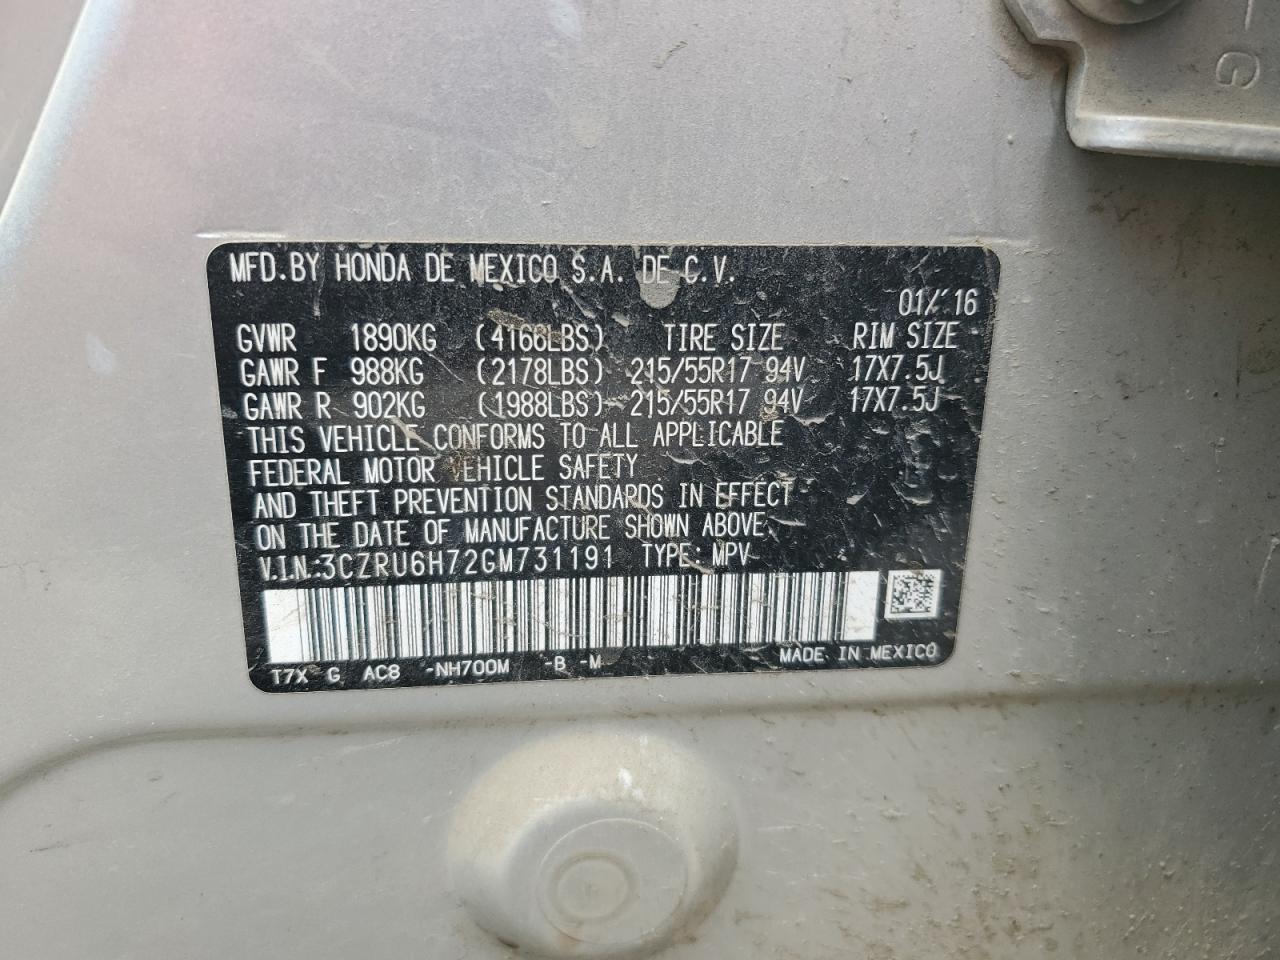 MFD.BY HONDA DE MEXICO S.A. DE C.V.
01/'16
GVWR 1890KG (4166LBS) TIRE SIZE RIM SIZE
GAWR F 988KG (2178LBS) 215/55R17 94V 17X7.5J
GAWR R 902KG (1988LBS) 215/55R17 94V 17X7.5J
THIS VEHICLE CONFORMS TO ALL APPLICABLE
FEDERAL MOTOR VEHICLE SAFETY
AND THEFT PREVENTION STANDARDS IN EFFECT
ON THE DATE OF MANUFACTURE SHOWN ABOVE
V.I.N.:3CZRU6H72GM731191 TYPE: MPV
T7X G AC8 -NH700M -B -M MADE IN MEXICO
G